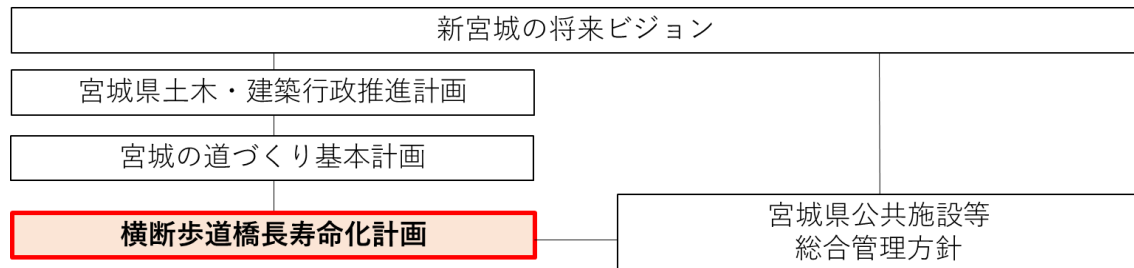 新宮城の将来ビジョン
宮城県土木・建築行政推進計画
宮城の道づくり基本計画
横断歩道橋長寿命化計画
宮城県公共施設等
総合管理方針